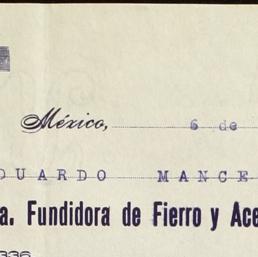 México, 6 de
DUARDO MANCE
a. Fundidora de Fierro y Ace